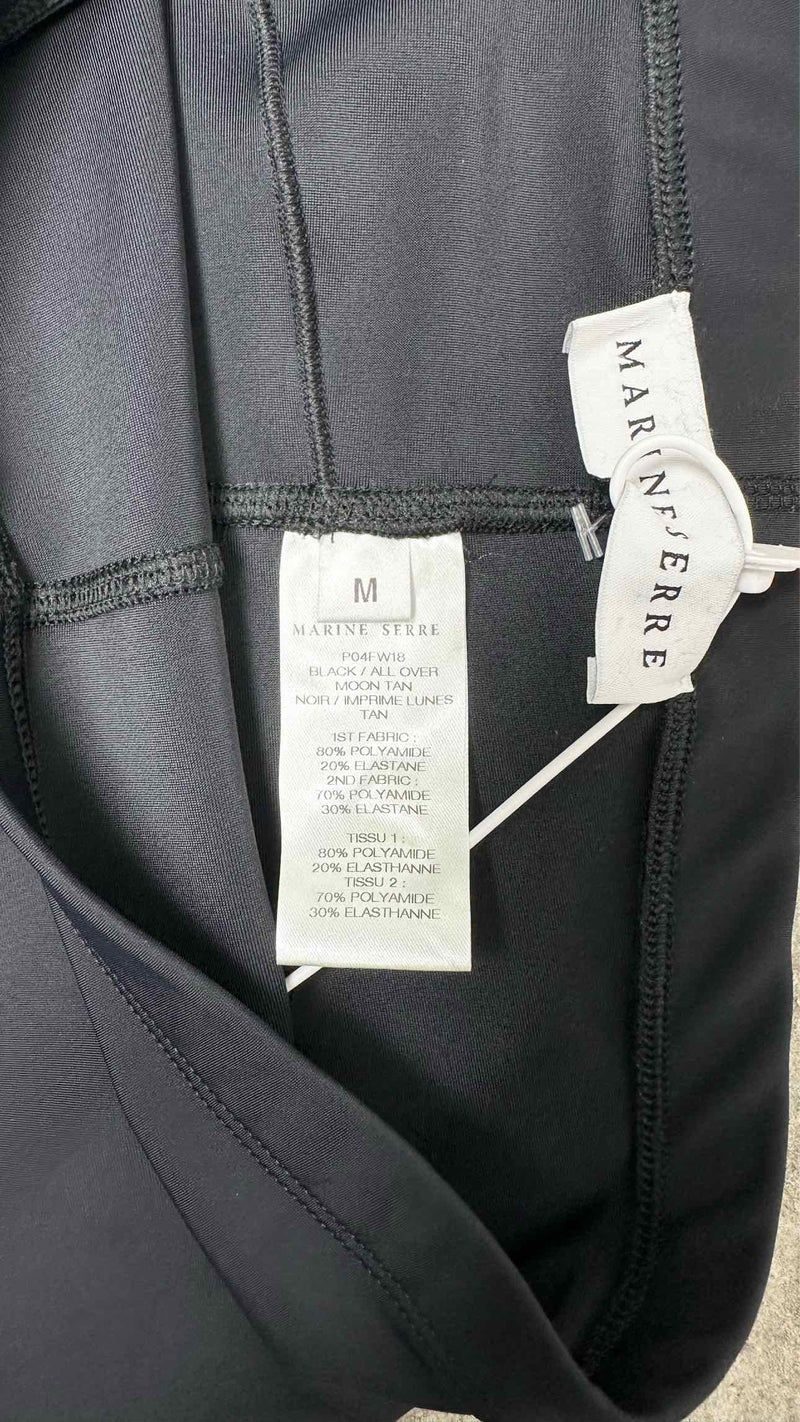 MARINE SERRE
M
MARINE SERRE
P04FW18
BLACK / ALL OVER
MOON TAN
NOIR / IMPRIME LUNES
TAN
1ST FABRIC :
80% POLYAMIDE
20% ELASTANE
2ND FABRIC :
70% POLYAMIDE
30% ELASTANE
TISSU 1 :
80% POLYAMIDE
20% ELASTHANNE
TISSU 2 :
70% POLYAMIDE
30% ELASTHANNE